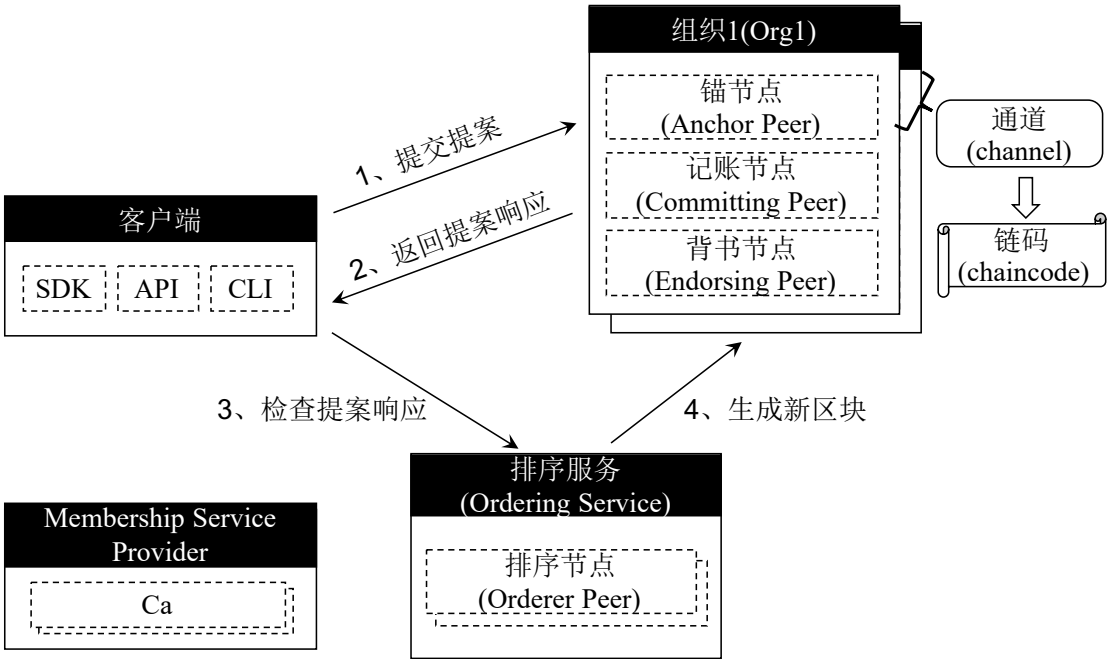 组织1(Org1)
锚节点
(Anchor Peer)
记账节点
(Committing Peer)
背书节点
(Endorsing Peer)
通道
(channel)
链码
(chaincode)
1、提交提案
2、返回提案响应
客户端
SDK
API
CLI
3、检查提案响应
4、生成新区块
排序服务
(Ordering Service)
排序节点
(Orderer Peer)
Membership Service
Provider
Ca